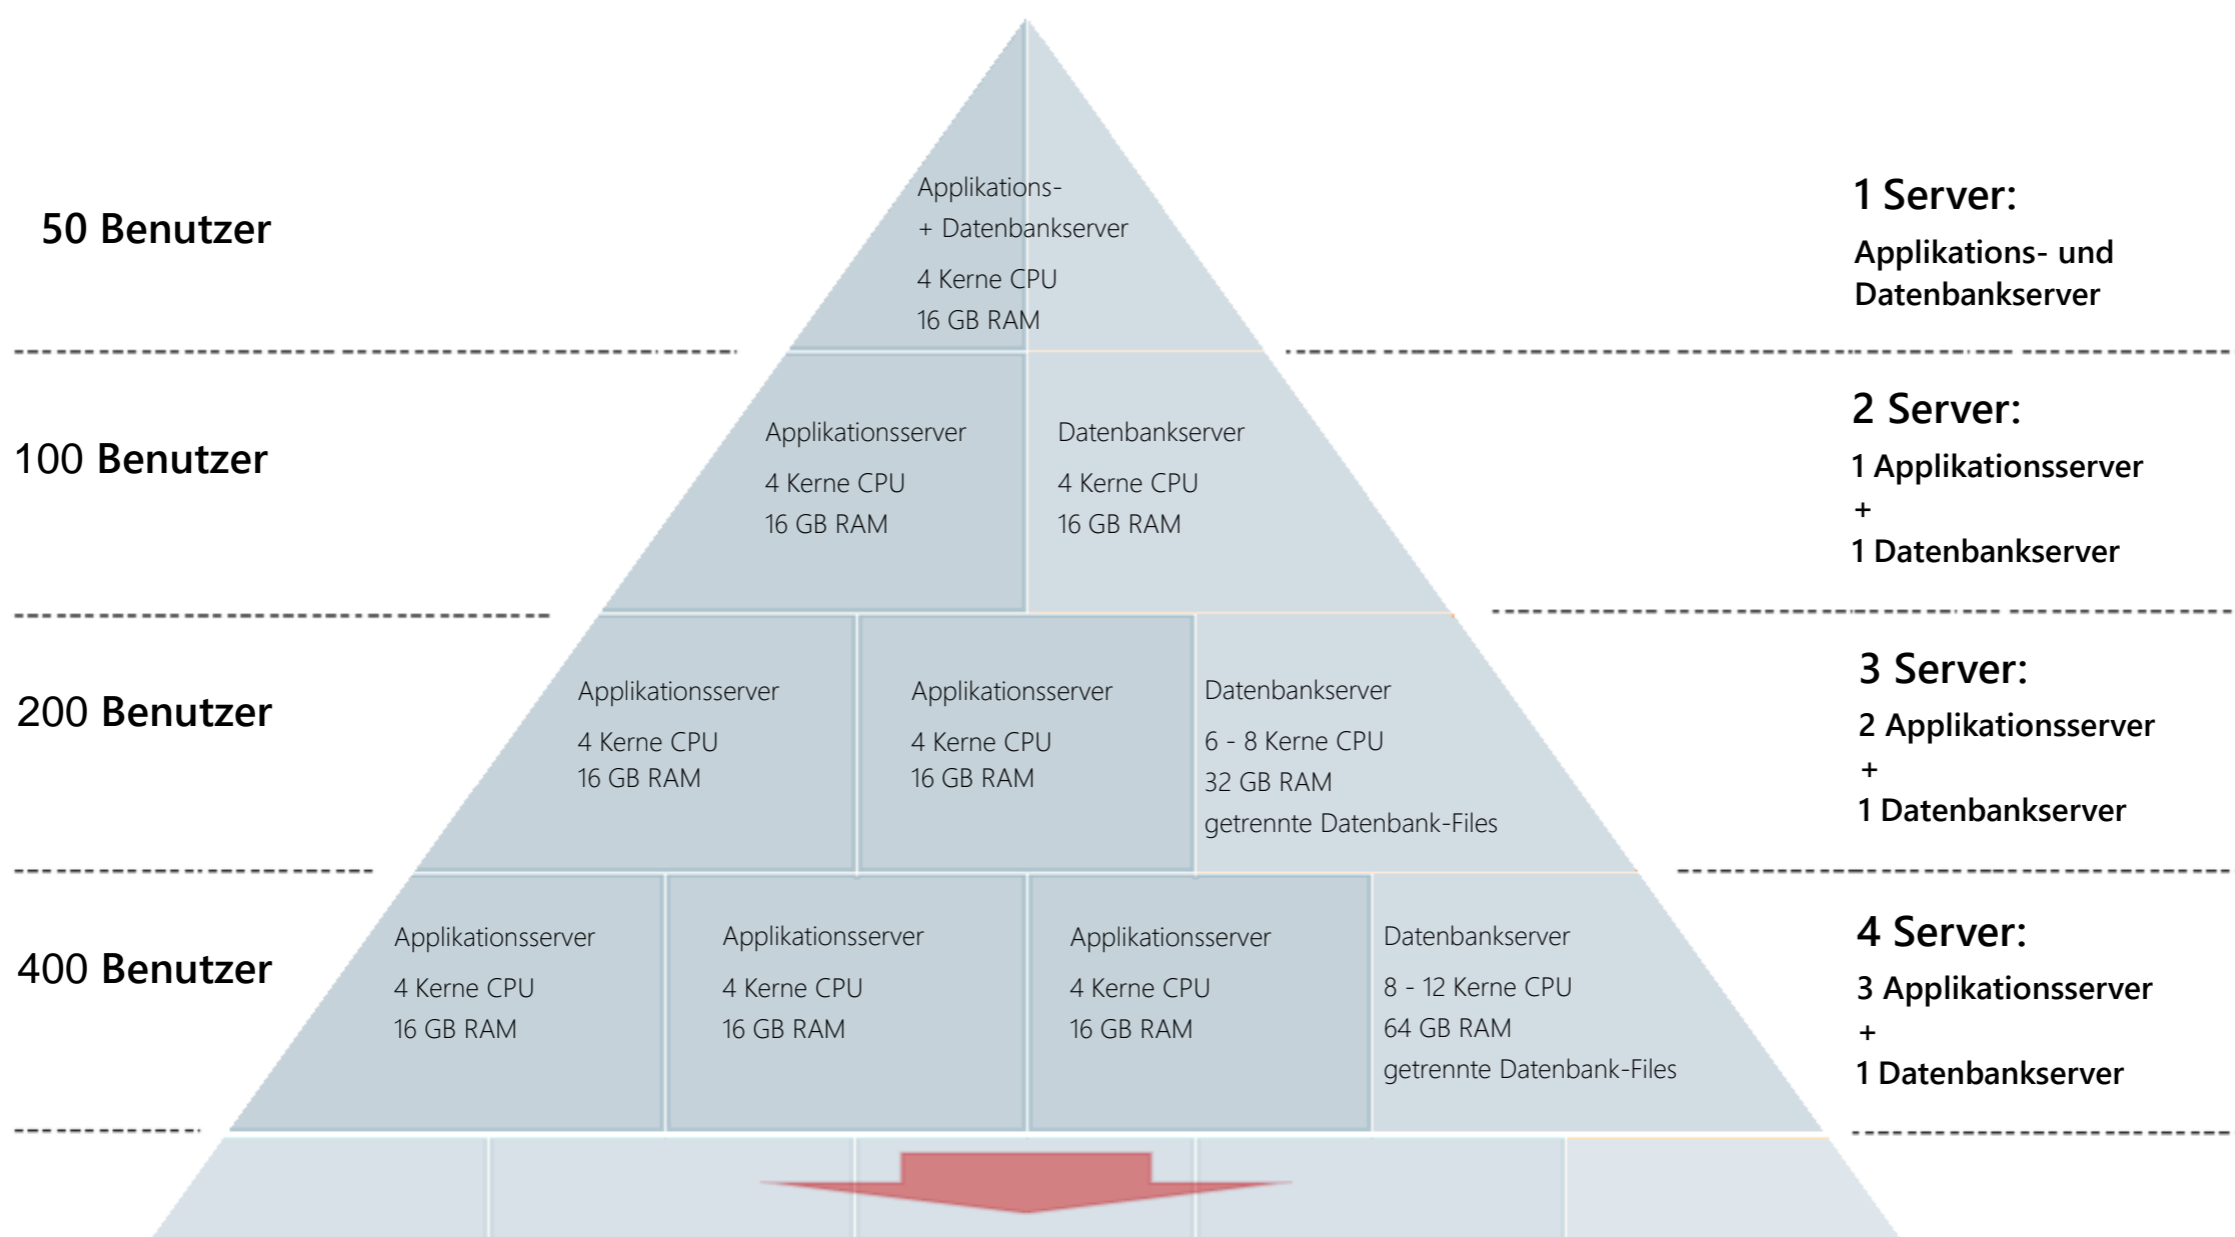 50 Benutzer
Applikations-
+ Datenbankserver
4 Kerne CPU
16 GB RAM
1 Server:
Applikations- und
Datenbankserver
100 Benutzer
Applikationsserver
4 Kerne CPU
16 GB RAM
Datenbankserver
4 Kerne CPU
16 GB RAM
2 Server:
1 Applikationsserver
+
1 Datenbankserver
200 Benutzer
Applikationsserver
4 Kerne CPU
16 GB RAM
Applikationsserver
4 Kerne CPU
16 GB RAM
Datenbankserver
6 - 8 Kerne CPU
32 GB RAM
getrennte Datenbank-Files
3 Server:
2 Applikationsserver
+
1 Datenbankserver
400 Benutzer
Applikationsserver
4 Kerne CPU
16 GB RAM
Applikationsserver
4 Kerne CPU
16 GB RAM
Applikationsserver
4 Kerne CPU
16 GB RAM
Datenbankserver
8 - 12 Kerne CPU
64 GB RAM
getrennte Datenbank-Files
4 Server:
3 Applikationsserver
+
1 Datenbankserver